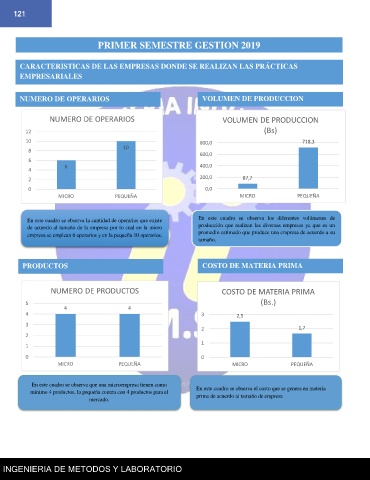 121
PRIMER SEMESTRE GESTION 2019
CARACTERISTICAS DE LAS EMPRESAS DONDE SE REALIZAN LAS PRÁCTICAS
EMPRESARIALES
NUMERO DE OPERARIOS
NUMERO DE OPERARIOS
12
10
8
6
4
2
0
6
10
MICRO PEQUEÑA
En este cuadro se observa la cantidad de operarios que existe
de acuerdo al tamaño de la empresa por lo cual en la micro
empresa se emplean 6 operarios y en la pequeña 10 operarios.
VOLUMEN DE PRODUCCION
VOLUMEN DE PRODUCCION
(Bs)
800,0
600,0
400,0
200,0
0,0
87,7
718,3
MICRO PEQUEÑA
En este cuadro se observa los diferentes volúmenes de
producción que realizan las diversas empresas ya que es un
promedio estimado que produce una empresa de acuerdo a su
tamaño.
PRODUCTOS
NUMERO DE PRODUCTOS
5
4
3
2
1
0
4
4
MICRO PEQUEÑA
En este cuadro se observa que una microempresa tienen como
mínimo 4 productos, la pequeña cuenta con 4 productos para el
mercado.
COSTO DE MATERIA PRIMA
COSTO DE MATERIA PRIMA
(Bs.)
3
2
1
0
2,9
1,7
MICRO PEQUEÑA
En este cuadro se observa el costo que se genera en materia
prima de acuerdo al tamaño de empresa
M.S
INGENIERIA DE METODOS Y LABORATORIO